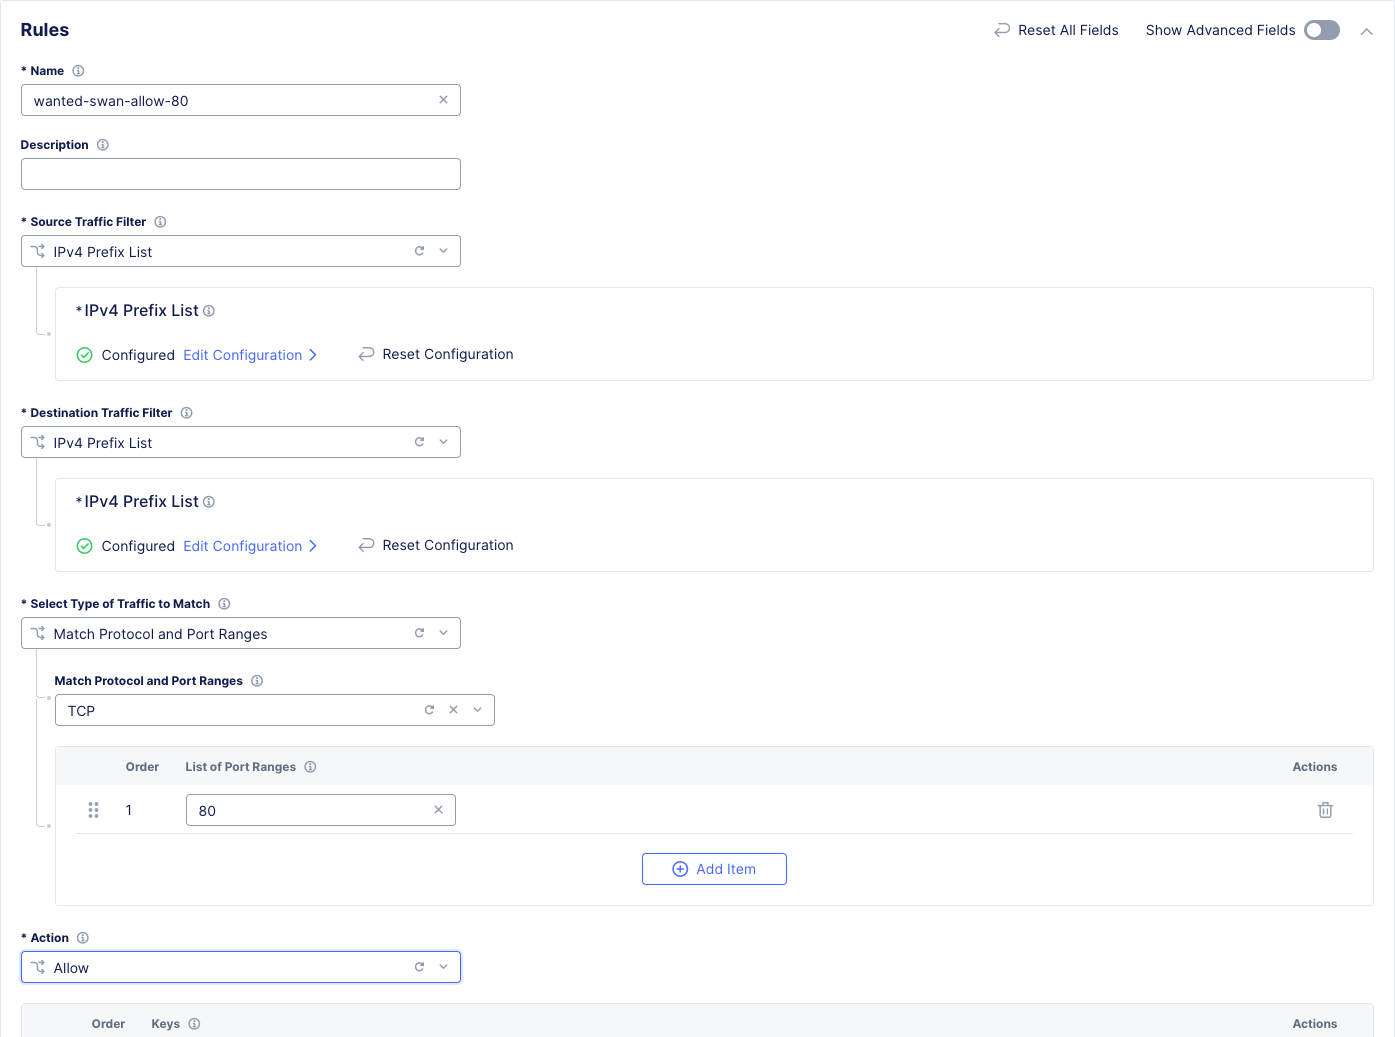 Rules
Reset All Fields
Show Advanced Fields
* Name
wanted-swan-allow-80
Description
* Source Traffic Filter
IPv4 Prefix List
*IPv4 Prefix List
Configured Edit Configuration
Reset Configuration
* Destination Traffic Filter
IPv4 Prefix List
*IPv4 Prefix List
Configured Edit Configuration
Reset Configuration
* Select Type of Traffic to Match
Match Protocol and Port Ranges
Match Protocol and Port Ranges
TCP
Order List of Port Ranges Actions
1 80
Add Item
* Action
Allow
Order Keys Actions